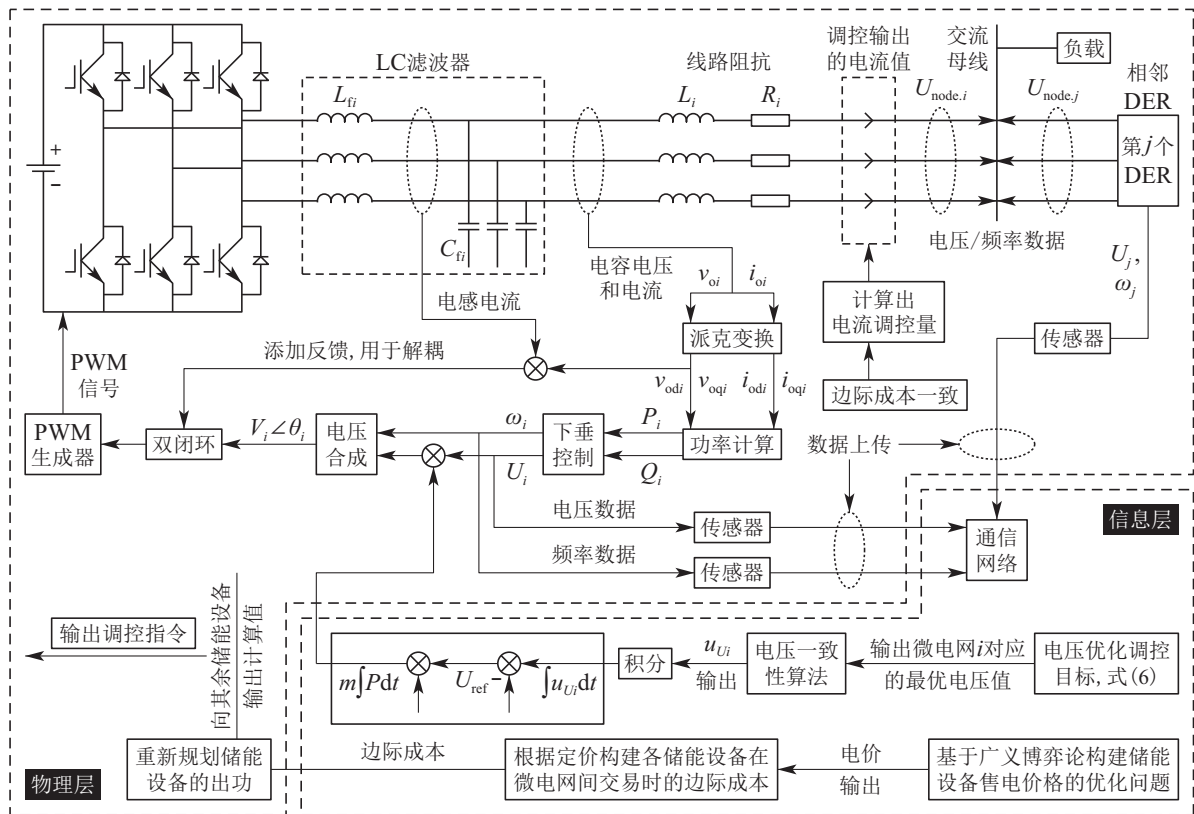 LC滤波器
线路阻抗
调控输出
的电流值
交流
母线
负载
相邻
DER
L_fi
L_i
R_i
U_node.i
U_node.j
第j个
DER
+
-
C_fi
电感电流
电容电压
和电流
v_oi
i_oi
电压/频率数据
U_j,
ω_j
计算出
电流调控量
派克变换
传感器
PWM
信号
添加反馈,用于解耦
v_odi
v_oqi
i_odi
i_oqi
边际成本一致
PWM
生成器
双闭环
V_i∠θ_i
电压
合成
ω_i
U_i
下垂
控制
P_i
Q_i
功率计算
数据上传
电压数据
传感器
频率数据
传感器
通信
网络
信息层
输出调控指令
向其余储能设备
输出计算值
m∫Pdt
U_ref
-
∫u_Ui dt
积分
u_Ui
输出
电压一致
性算法
输出微电网i对应
的最优电压值
电压优化调控
目标,式(6)
物理层
重新规划储能
设备的出功
边际成本
根据定价构建各储能设备在
微电网间交易时的边际成本
电价
输出
基于广义博弈论构建储能
设备售电价格的优化问题